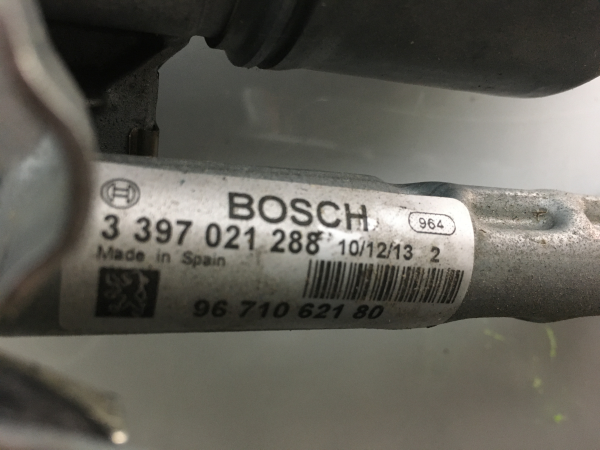 BOSCH 964
3 397 021 288 10/12/13 2
Made in Spain
96 710 621 80